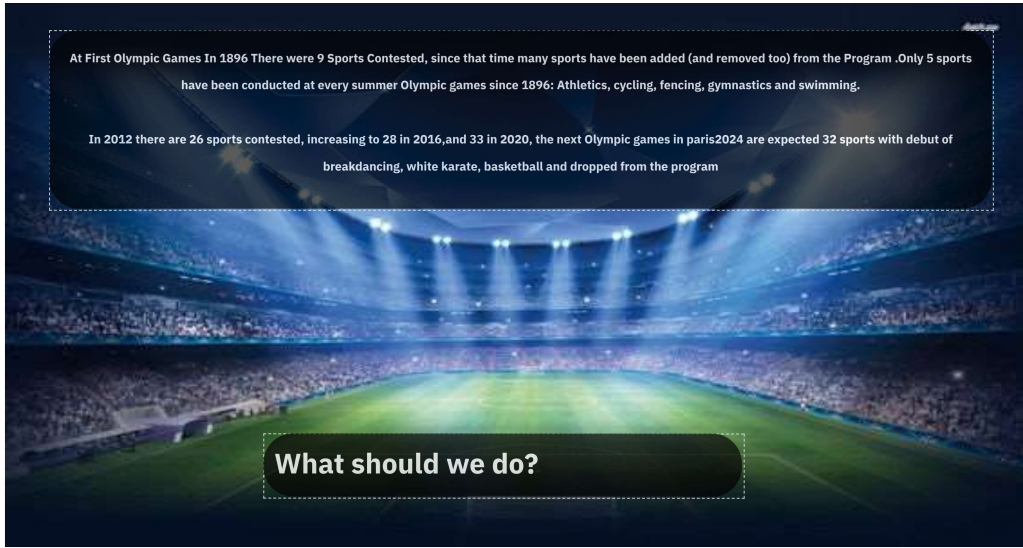 At First Olympic Games In 1896 There were 9 Sports Contested, since that time many sports have been added (and removed too) from the Program .Only 5 sports
have been conducted at every summer Olympic games since 1896: Athletics, cycling, fencing, gymnastics and swimming.
In 2012 there are 26 sports contested, increasing to 28 in 2016,and 33 in 2020, the next Olympic games in paris2024 are expected 32 sports with debut of
breakdancing, white karate, basketball and dropped from the program
What should we do?